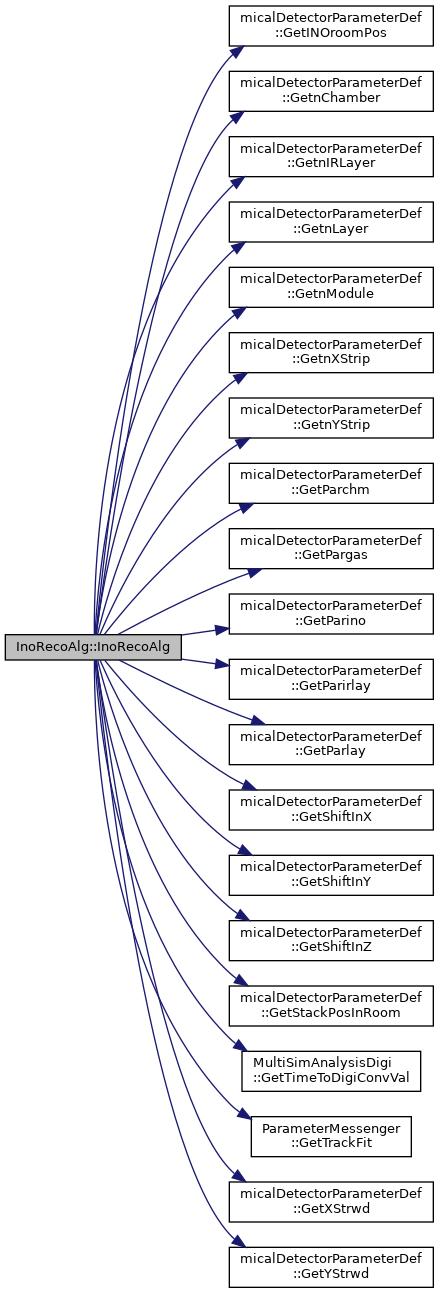 micalDetectorParameterDef
::GetINOroomPos
micalDetectorParameterDef
::GetnChamber
micalDetectorParameterDef
::GetnIRLayer
micalDetectorParameterDef
::GetnLayer
micalDetectorParameterDef
::GetnModule
micalDetectorParameterDef
::GetnXStrip
micalDetectorParameterDef
::GetnYStrip
micalDetectorParameterDef
::GetParchm
micalDetectorParameterDef
::GetPargas
micalDetectorParameterDef
::GetParino
InoRecoAlg::InoRecoAlg
micalDetectorParameterDef
::GetParirlay
micalDetectorParameterDef
::GetParlay
micalDetectorParameterDef
::GetShiftInX
micalDetectorParameterDef
::GetShiftInY
micalDetectorParameterDef
::GetShiftInZ
micalDetectorParameterDef
::GetStackPosInRoom
MultiSimAnalysisDigi
::GetTimeToDigiConvVal
ParameterMessenger
::GetTrackFit
micalDetectorParameterDef
::GetXStrwd
micalDetectorParameterDef
::GetYStrwd